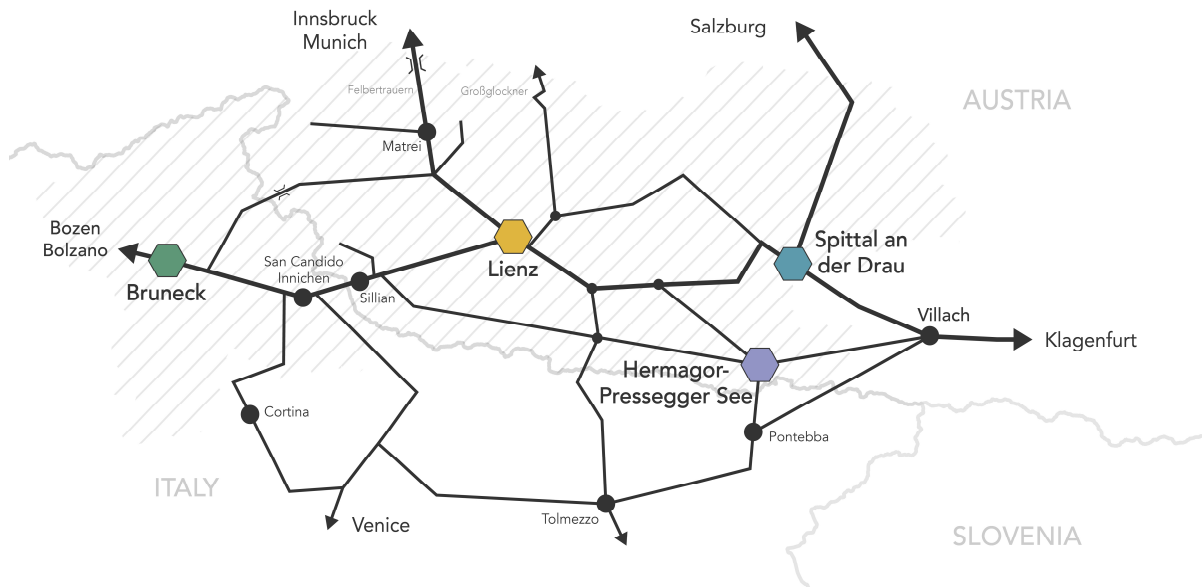 Innsbruck
Munich
Salzburg
Felbertrauern
Großglockner
AUSTRIA
Matrei
Bozen
Bolzano
Bruneck
San Candido
Innichen
Sillian
Lienz
Spittal an
der Drau
Villach
Klagenfurt
Hermagor-
Pressegger See
Cortina
Pontebba
ITALY
Venice
Tolmezzo
SLOVENIA